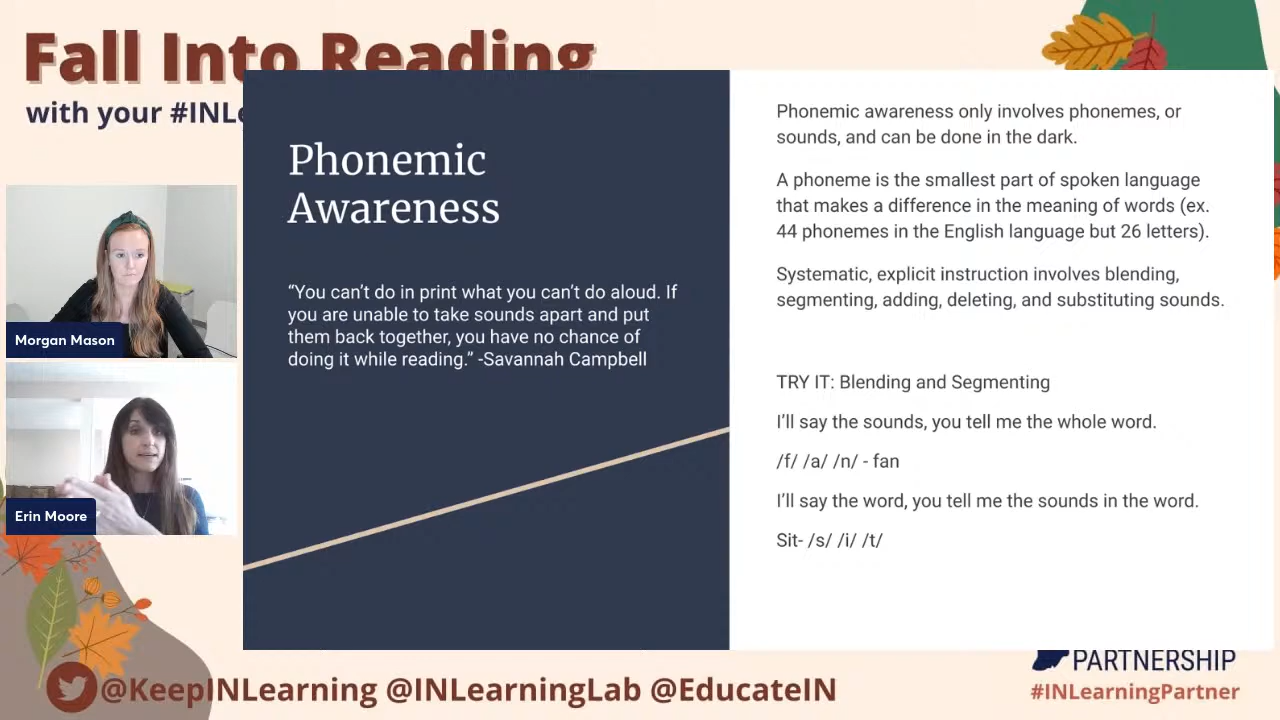 Fall Into Reading
with your #INLe
Phonemic
Awareness
“You can’t do in print what you can’t do aloud. If
you are unable to take sounds apart and put
them back together, you have no chance of
doing it while reading.” -Savannah Campbell
Phonemic awareness only involves phonemes, or
sounds, and can be done in the dark.
A phoneme is the smallest part of spoken language
that makes a difference in the meaning of words (ex.
44 phonemes in the English language but 26 letters).
Systematic, explicit instruction involves blending,
segmenting, adding, deleting, and substituting sounds.
TRY IT: Blending and Segmenting
I’ll say the sounds, you tell me the whole word.
/f/ /a/ /n/ - fan
I’ll say the word, you tell me the sounds in the word.
Sit- /s/ /i/ /t/
Morgan Mason
Erin Moore
PARTNERSHIP
@KeepINLearning @INLearningLab @EducateIN
#INLearningPartner